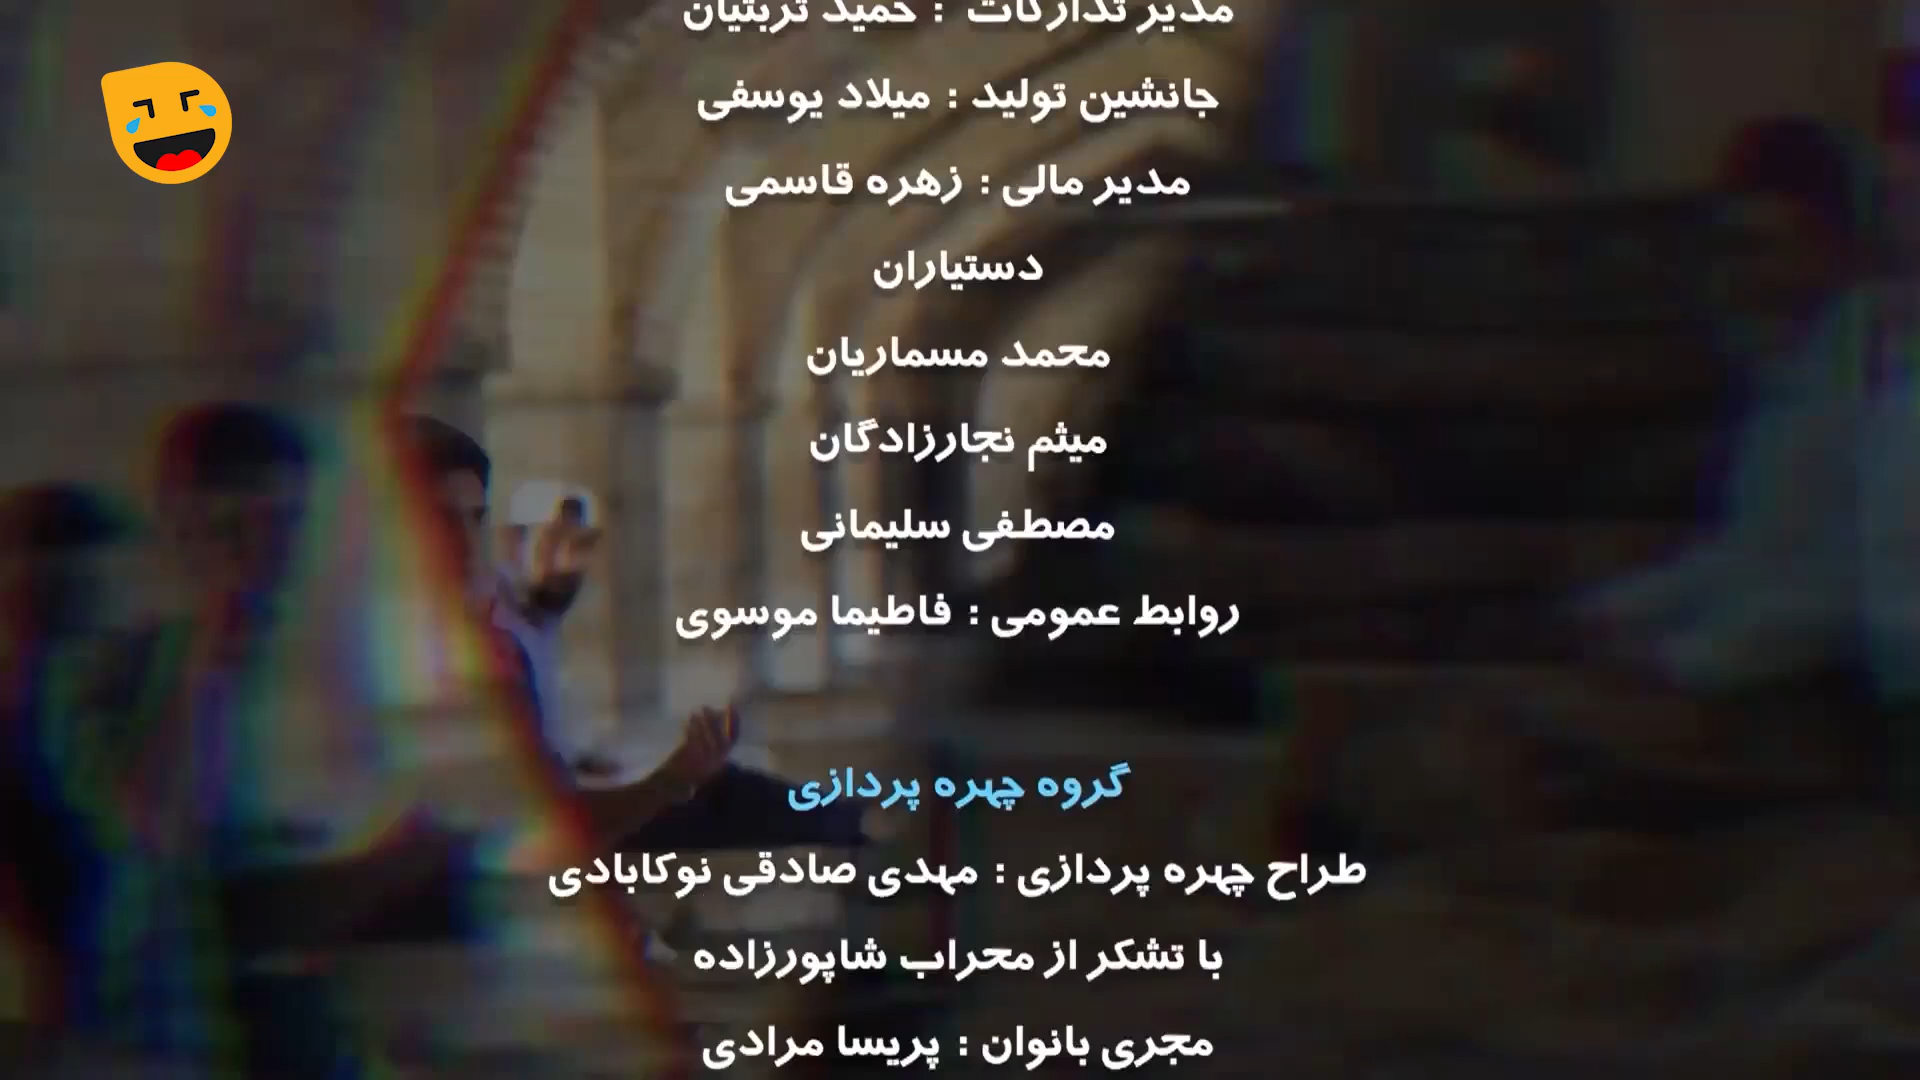 مدیر تدارکات : حمید تربتیان
جانشین تولید : میلاد یوسفی
مدیر مالی : زهره قاسمی
دستیاران
محمد مسماریان
میثم نجارزادگان
مصطفی سلیمانی
روابط عمومی : فاطیما موسوی
گروه چهره پردازی
طراح چهره پردازی : مهدی صادقی نوکابادی
با تشکر از محراب شاپورزاده
مجری بانوان : پریسا مرادی